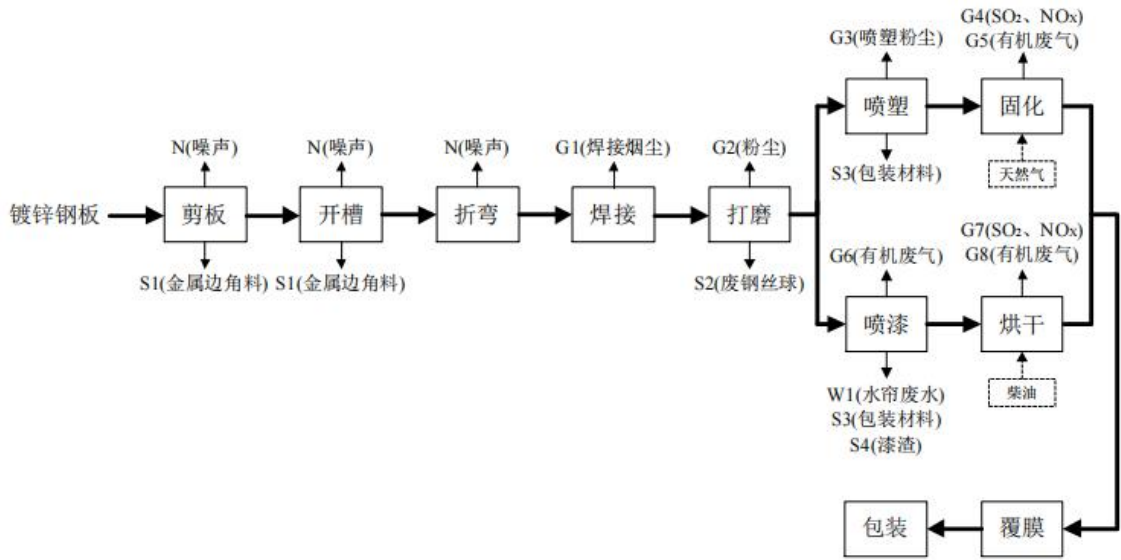 G3(喷塑粉尘)
G4(SO₂、NOx)
G5(有机废气)
喷塑
固化
S3(包装材料)
天然气
N(噪声)
N(噪声)
N(噪声)
G1(焊接烟尘)
G2(粉尘)
镀锌钢板
剪板
开槽
折弯
焊接
打磨
S1(金属边角料)
S1(金属边角料)
S2(废钢丝球)
G6(有机废气)
G7(SO₂、NOx)
G8(有机废气)
喷漆
烘干
W1(水帘废水)
S3(包装材料)
S4(漆渣)
柴油
包装
覆膜